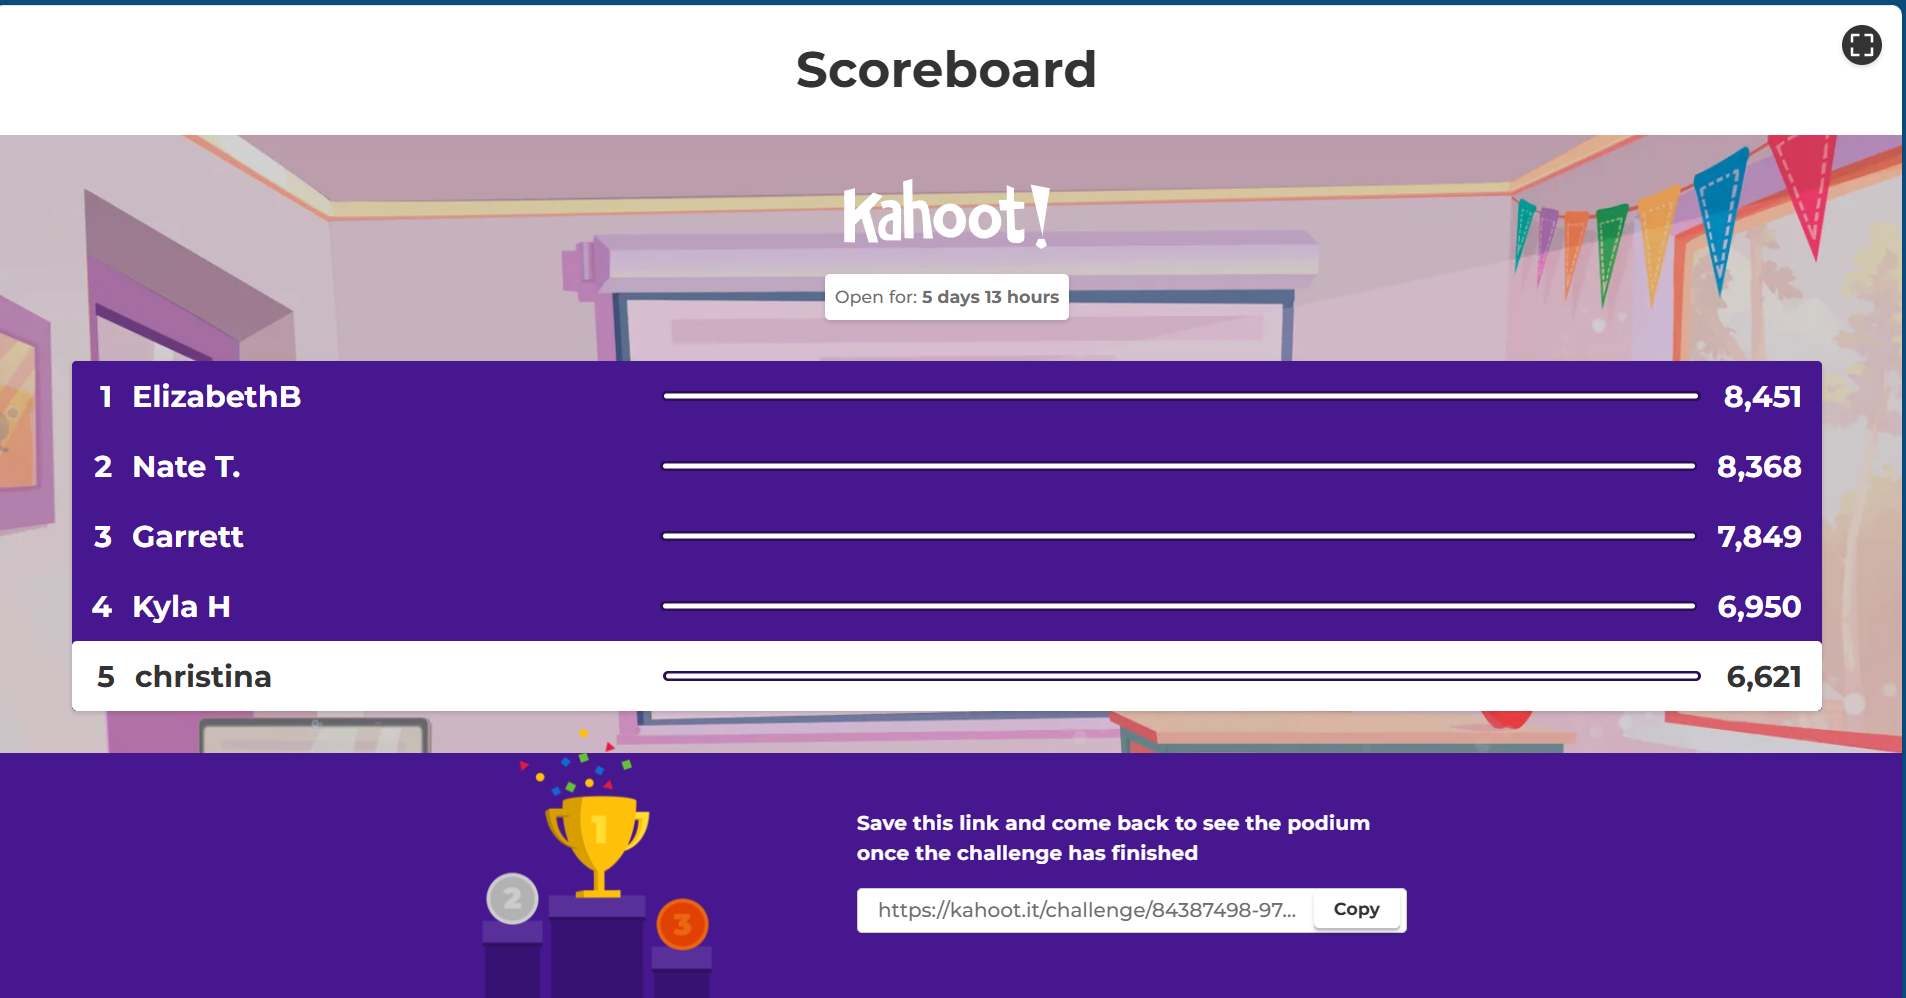 Scoreboard
Kahoot!
Open for: 5 days 13 hours
1 ElizabethB 8,451
2 Nate T. 8,368
3 Garrett 7,849
4 Kyla H 6,950
5 christina 6,621
1
2
3
Save this link and come back to see the podium
once the challenge has finished
https://kahoot.it/challenge/84387498-97... Copy